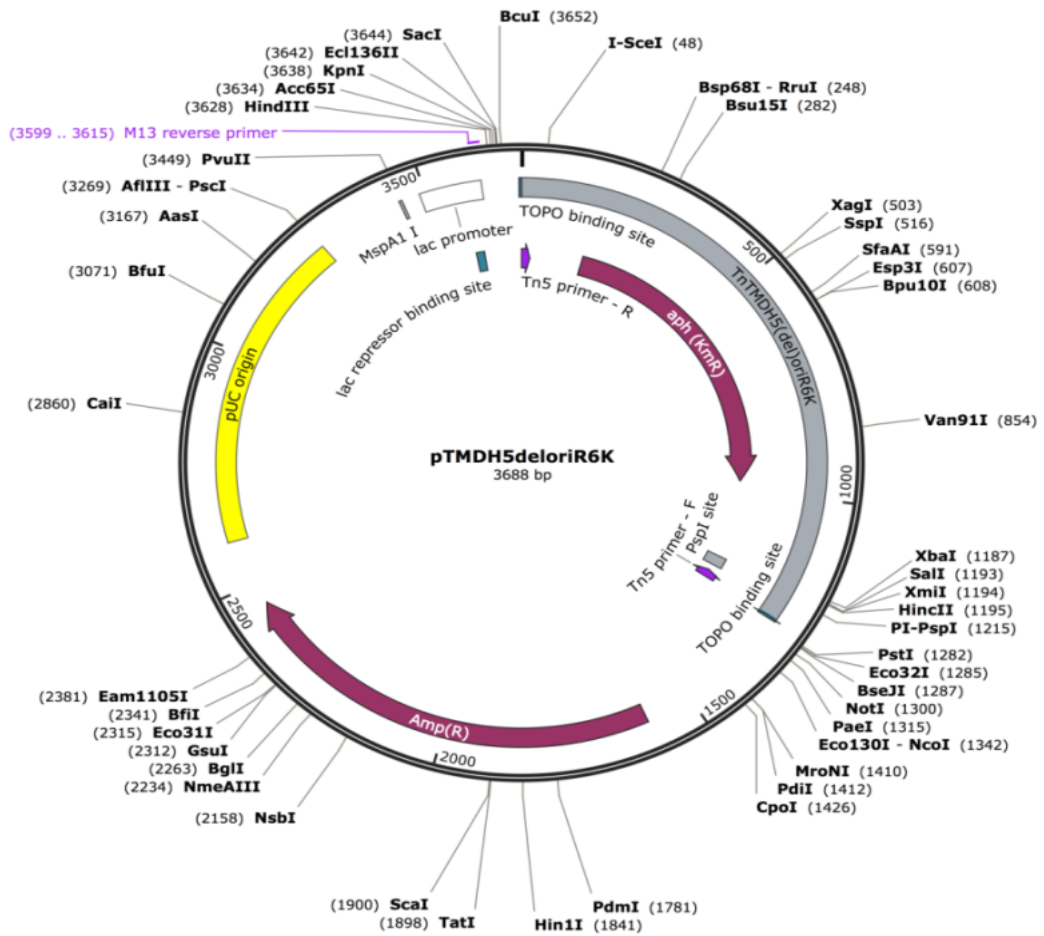 BcuI (3652)
(3644) SacI
(3642) Ecl136II
(3638) KpnI
(3634) Acc65I
(3628) HindIII
(3599 .. 3615) M13 reverse primer
(3449) PvuII
(3269) AflIII - PscI
(3167) AasI
(3071) BfuI
(2860) CaiI
I-SceI (48)
Bsp68I - RruI (248)
Bsu15I (282)
XagI (503)
SspI (516)
SfaAI (591)
Esp3I (607)
Bpu10I (608)
Van91I (854)
XbaI (1187)
SalI (1193)
XmiI (1194)
HincII (1195)
PI-PspI (1215)
PstI (1282)
Eco32I (1285)
BseJI (1287)
NotI (1300)
PaeI (1315)
Eco130I - NcoI (1342)
MroNI (1410)
PdiI (1412)
CpoI (1426)
PdmI (1781)
Hin1I (1841)
(1900) ScaI
(1898) TatI
(2381) Eam1105I
(2341) BfiI
(2315) Eco31I
(2312) GsuI
(2263) BglI
(2234) NmeAIII
(2158) NsbI
3500
500
1000
1500
2000
2500
3000
MspA1 I
lac promoter
lac repressor binding site
TOPO binding site
Tn5 primer - R
TnTMDH5(del)oriR6K
aph (KmR)
pUC origin
pTMDH5deloriR6K
3688 bp
Tn5 primer - F
PspI site
TOPO binding site
Amp(R)